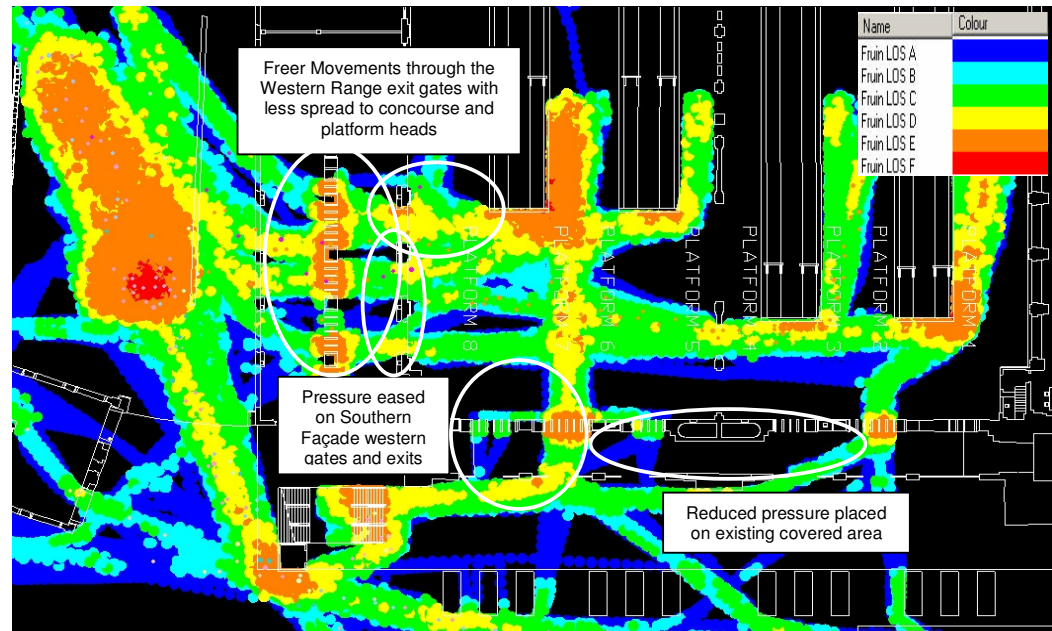 Name Colour
Fruin LOS A
Fruin LOS B
Fruin LOS C
Fruin LOS D
Fruin LOS E
Fruin LOS F
Freer Movements through the
Western Range exit gates with
less spread to concourse and
platform heads
PLATFORM 8
PLATFORM 7
PLATFORM 6
PLATFORM 5
PLATFORM 4
PLATFORM 3
PLATFORM 2
PLATFORM 1
Pressure eased
on Southern
Façade western
gates and exits
Reduced pressure placed
on existing covered area